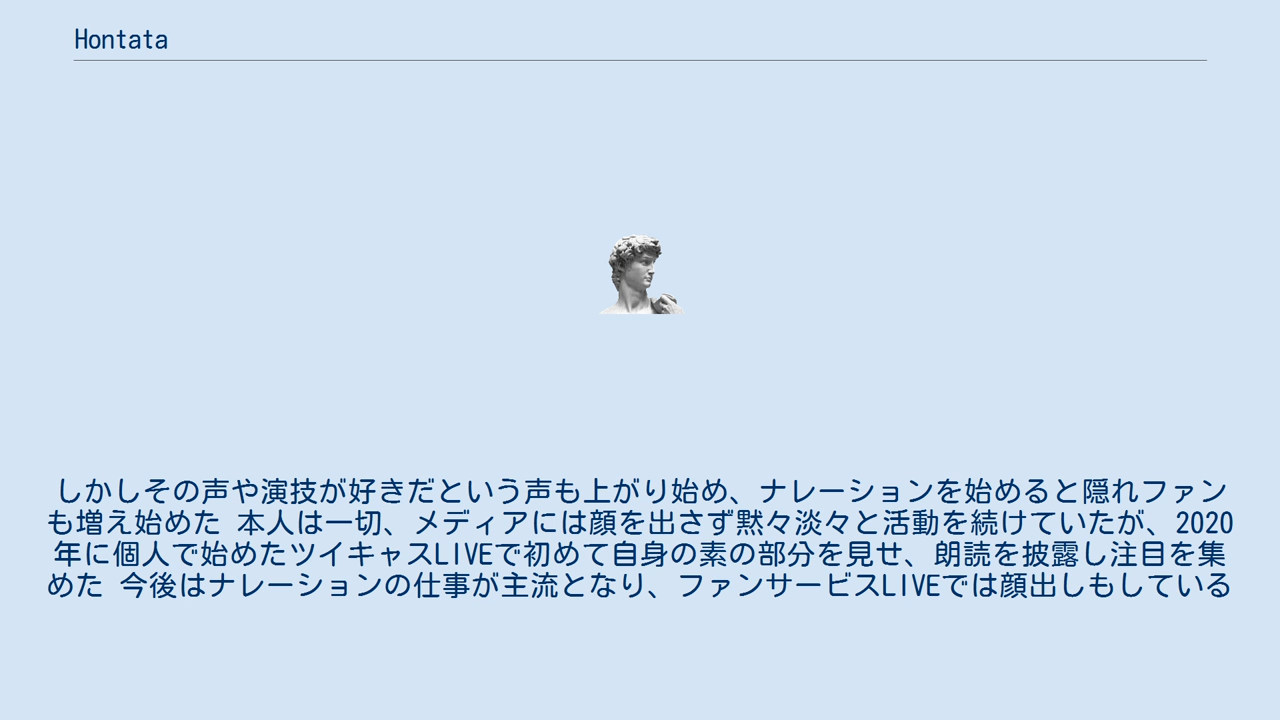 Hontata
しかしその声や演技が好きだという声も上がり始め、ナレーションを始めると隠れファン
も増え始めた 本人は一切、メディアには顔を出さず黙々淡々と活動を続けていたが、2020
年に個人で始めたツイキャスLIVEで初めて自身の素の部分を見せ、朗読を披露し注目を集
めた 今後はナレーションの仕事が主流となり、ファンサービスLIVEでは顔出しもしている